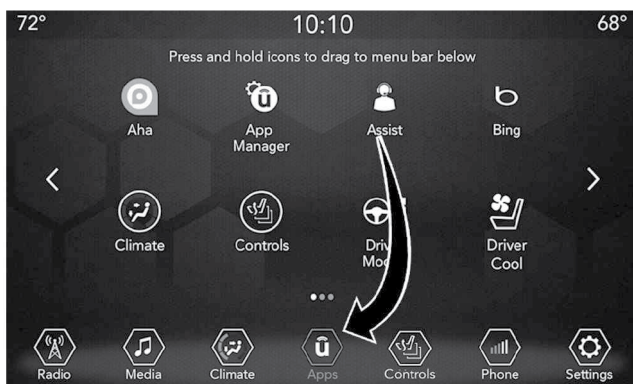 72° 10:10 68°
Press and hold icons to drag to menu bar below
Aha App Manager Assist Bing
Climate Controls Driver Cool
Radio Media Climate Apps Controls Phone Settings